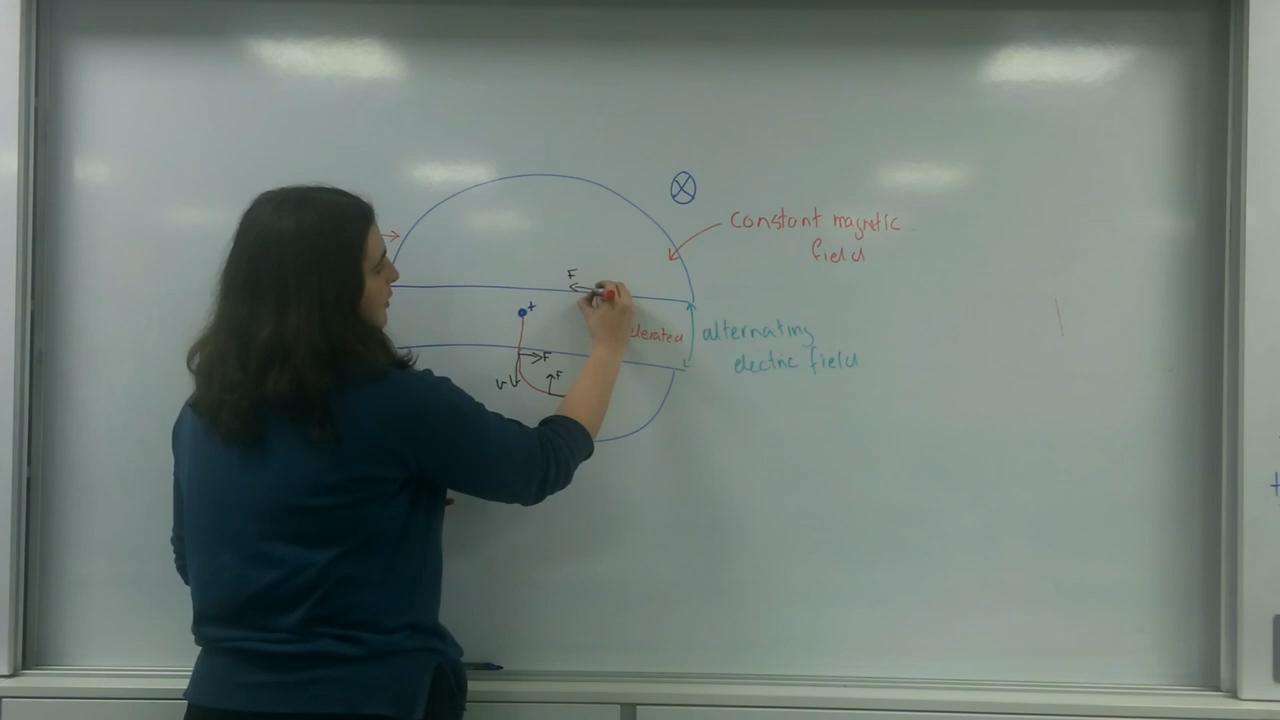 constant magnetic
field
F
+
alternating
electric field
F
v
F
+